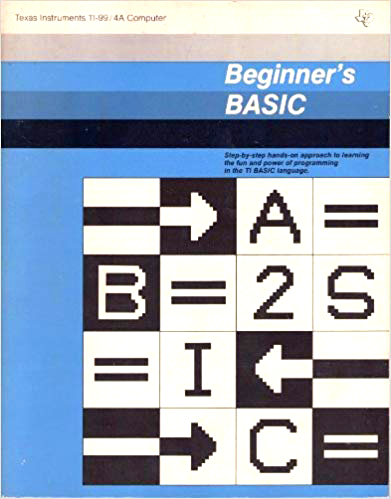 Texas Instruments TI-99/4A Computer
Beginner's
BASIC
Step-by-step hands-on approach to learning
the fun and power of programming
in the TI BASIC language.
→ A =
B = 2 S
= I ←
→ C =